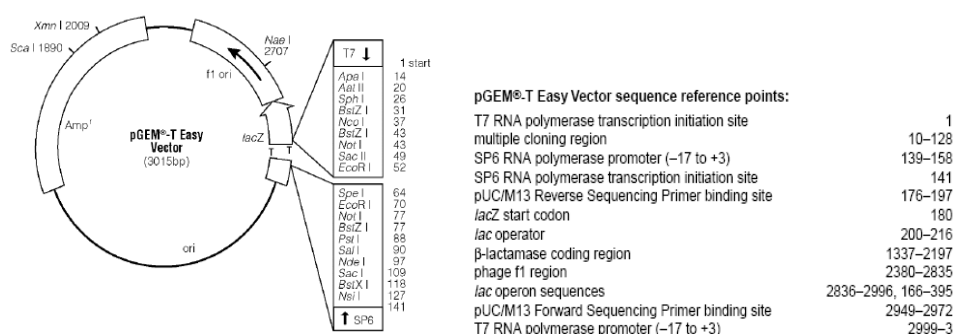 Xmn I 2009
Sca I 1890
Nae I
2707
f1 ori
Ampʳ
pGEM®-T Easy
Vector
(3015bp)
lacZ
T T
ori
T7 ↓
1 start
Apa I 14
Aat II 20
Sph I 26
BstZ I 31
Nco I 37
BstZ I 43
Not I 43
Sac II 49
EcoR I 52
Spe I 64
EcoR I 70
Not I 77
BstZ I 77
Pst I 88
Sal I 90
Nde I 97
Sac I 109
BstX I 118
Nsi I 127
141
↑ SP6
pGEM®-T Easy Vector sequence reference points:
T7 RNA polymerase transcription initiation site 1
multiple cloning region 10–128
SP6 RNA polymerase promoter (–17 to +3) 139–158
SP6 RNA polymerase transcription initiation site 141
pUC/M13 Reverse Sequencing Primer binding site 176–197
lacZ start codon 180
lac operator 200–216
β-lactamase coding region 1337–2197
phage f1 region 2380–2835
lac operon sequences 2836–2996, 166–395
pUC/M13 Forward Sequencing Primer binding site 2949–2972
T7 RNA polymerase promoter (–17 to +3) 2999–3